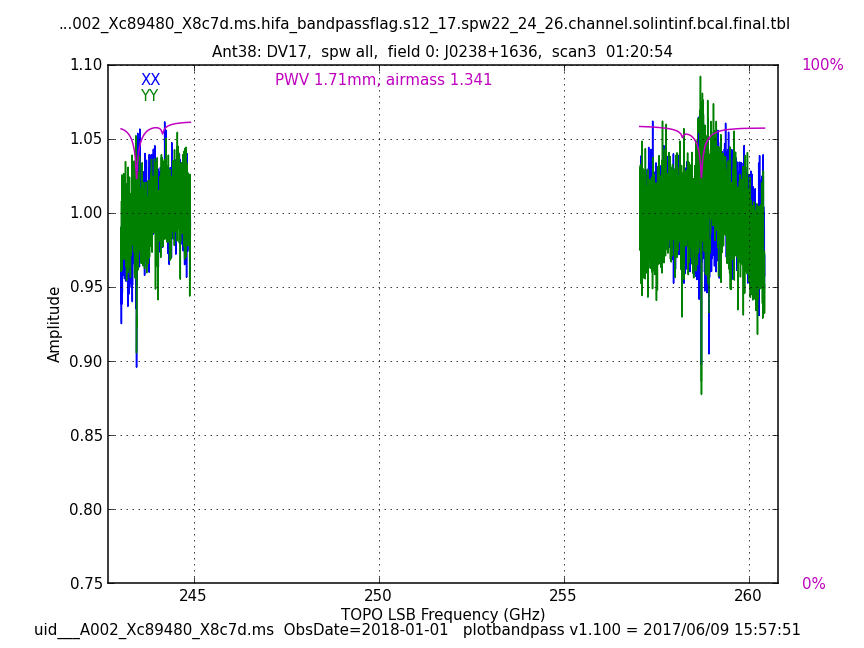 ...002_Xc89480_X8c7d.ms.hifa_bandpassflag.s12_17.spw22_24_26.channel.solintinf.bcal.final.tbl
Ant38: DV17, spw all, field 0: J0238+1636, scan3 01:20:54
1.10
100%
XX
PWV 1.71mm, airmass 1.341
YY
1.05
1.00
0.95
Amplitude
0.90
0.85
0.80
0.75
0%
245 250 255 260
TOPO LSB Frequency (GHz)
uid___A002_Xc89480_X8c7d.ms ObsDate=2018-01-01 plotbandpass v1.100 = 2017/06/09 15:57:51